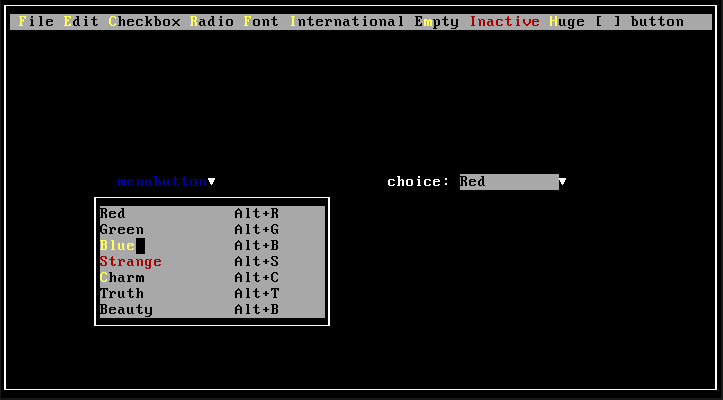 File Edit Checkbox Radio Font International Empty Inactive Huge [ ] button
menubutton▼ choice: Red ▼
Red Alt+R
Green Alt+G
Blue Alt+B
Strange Alt+S
Charm Alt+C
Truth Alt+T
Beauty Alt+B